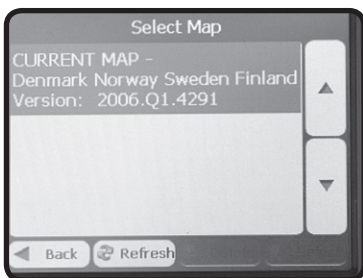 Select Map
CURRENT MAP -
Denmark Norway Sweden Finland
Version: 2006.Q1.4291
Back Refresh